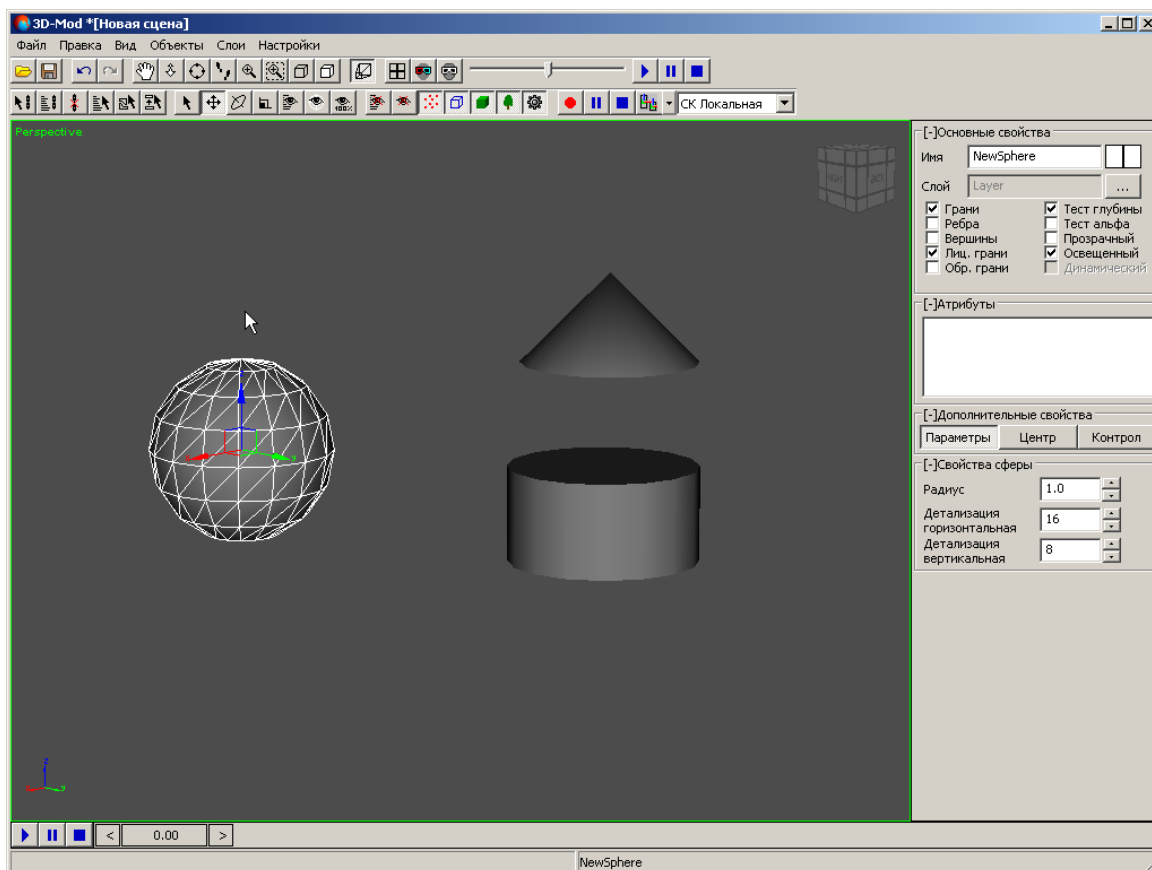 3D-Mod *[Новая сцена]
Файл Правка Вид Объекты Слои Настройки
СК Локальная
Perspective
[-]Основные свойства
Имя NewSphere
Слой Layer ...
Грани Тест глубины
Ребра Тест альфа
Вершины Прозрачный
Лиц. грани Освещенный
Обр. грани Динамический
[-]Атрибуты
[-]Дополнительные свойства
Параметры Центр Контрол
[-]Свойства сферы
Радиус 1.0
Детализация
горизонтальная 16
Детализация
вертикальная 8
z
< 0.00 >
NewSphere